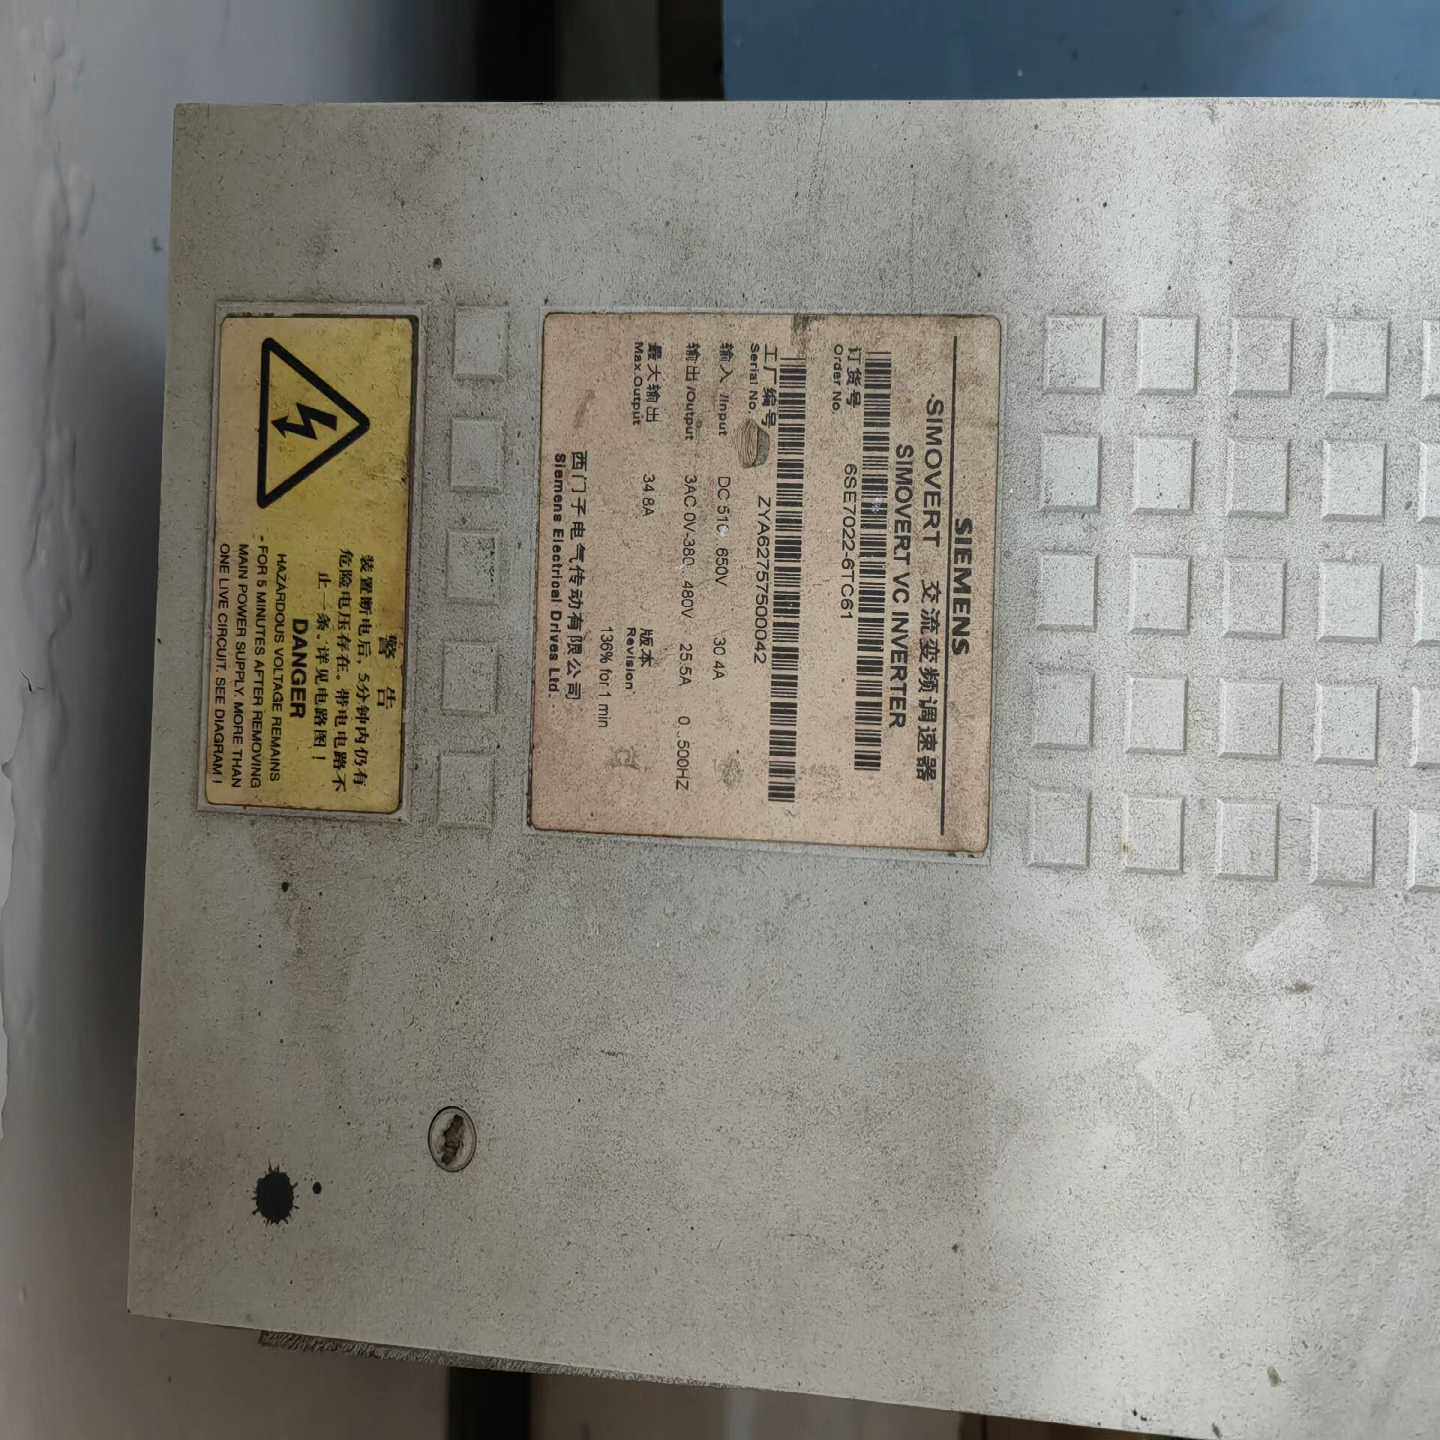 SIEMENS
SIMOVERT 交流变频调速器
SIMOVERT VC INVERTER
订货号
Order No. 6SE7022-6TC61
工厂编号
Serial No. ZYA62757500042
输入 /Input DC 510 650V 30.4A
输出/Output 3AC 0V-380..480V 25.5A 0..500HZ
最大输出 版本
Max.Output 34.8A Revision
136% for 1 min
西门子电气传动有限公司
Siemens Electrical Drives Ltd.
警告
装置断电后,5分钟内仍有
危险电压存在。带电电路不
止一条、详见电路图!
DANGER
HAZARDOUS VOLTAGE REMAINS
- FOR 5 MINUTES AFTER REMOVING
MAIN POWER SUPPLY. MORE THAN
ONE LIVE CIRCUIT. SEE DIAGRAM !